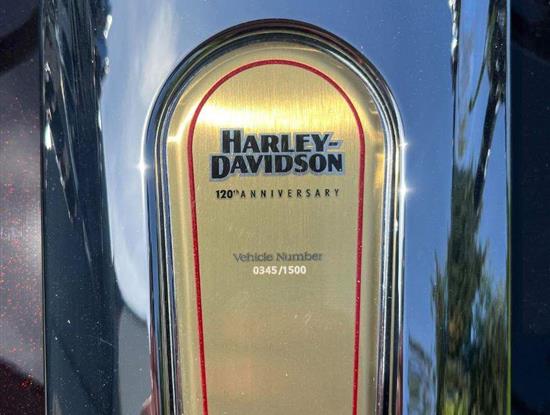 HARLEY-
DAVIDSON
120th ANNIVERSARY
Vehicle Number
0345/1500